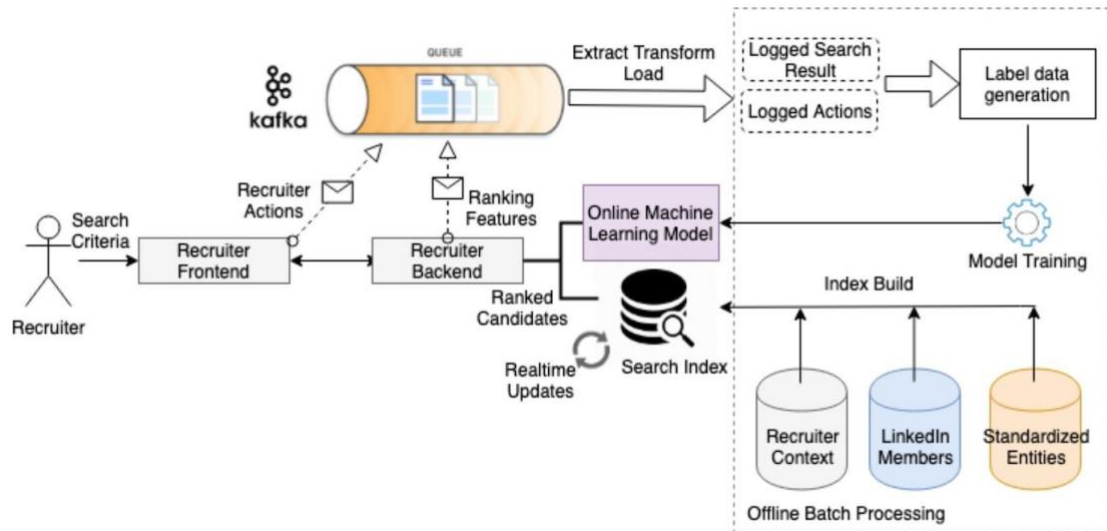 QUEUE
kafka
Extract Transform
Load
Logged Search
Result
Logged Actions
Label data
generation
Recruiter
Actions
Ranking
Features
Online Machine
Learning Model
Model Training
Search
Criteria
Recruiter
Frontend
Recruiter
Backend
Recruiter
Ranked
Candidates
Index Build
Realtime
Updates
Search Index
Recruiter
Context
LinkedIn
Members
Standardized
Entities
Offline Batch Processing